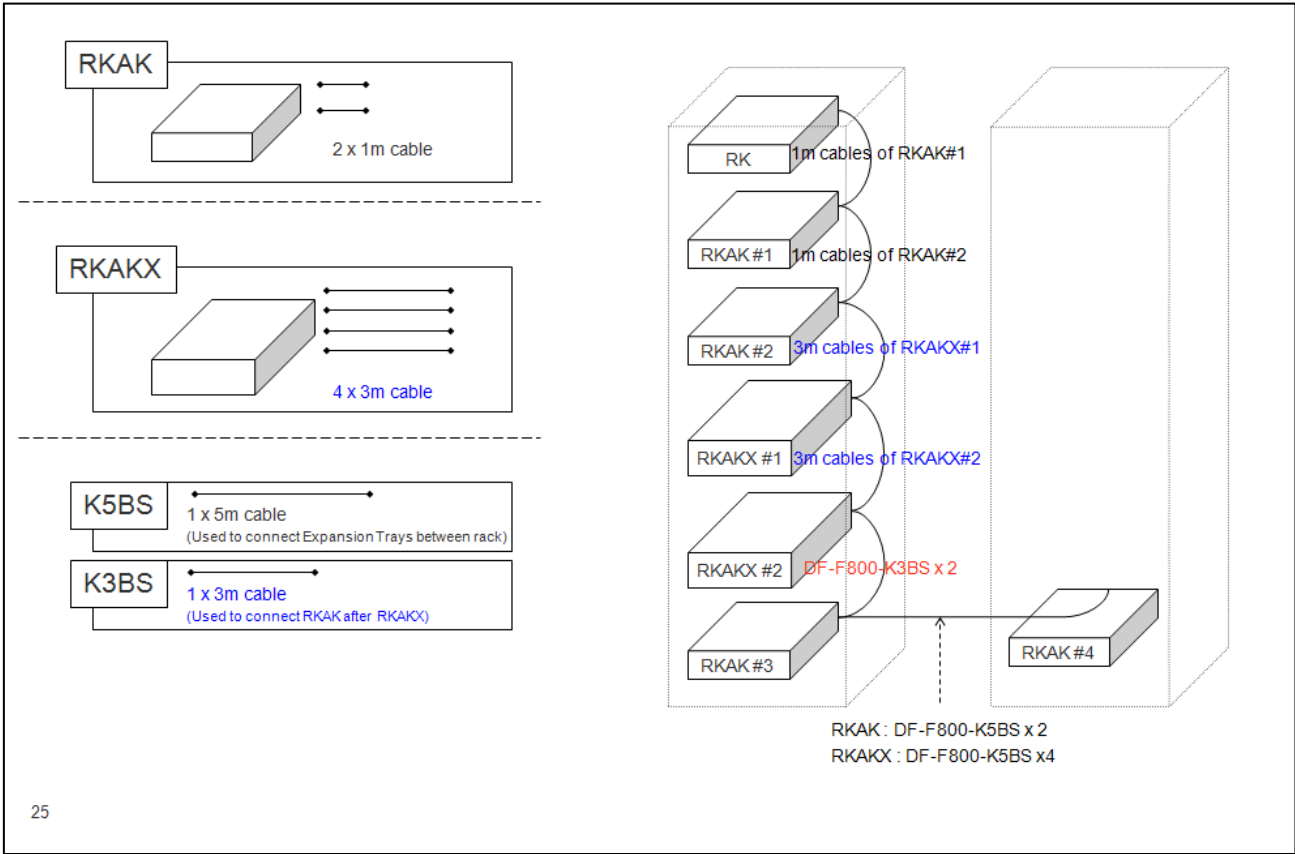 RKAK
2 x 1m cable
RKAKX
4 x 3m cable
K5BS
1 x 5m cable
(Used to connect Expansion Trays between rack)
K3BS
1 x 3m cable
(Used to connect RKAK after RKAKX)
RK
1m cables of RKAK#1
RKAK #1
1m cables of RKAK#2
RKAK #2
3m cables of RKAKX#1
RKAKX #1
3m cables of RKAKX#2
RKAKX #2
DF-F800-K3BS x 2
RKAK #3
RKAK #4
RKAK : DF-F800-K5BS x 2
RKAKX : DF-F800-K5BS x4
25